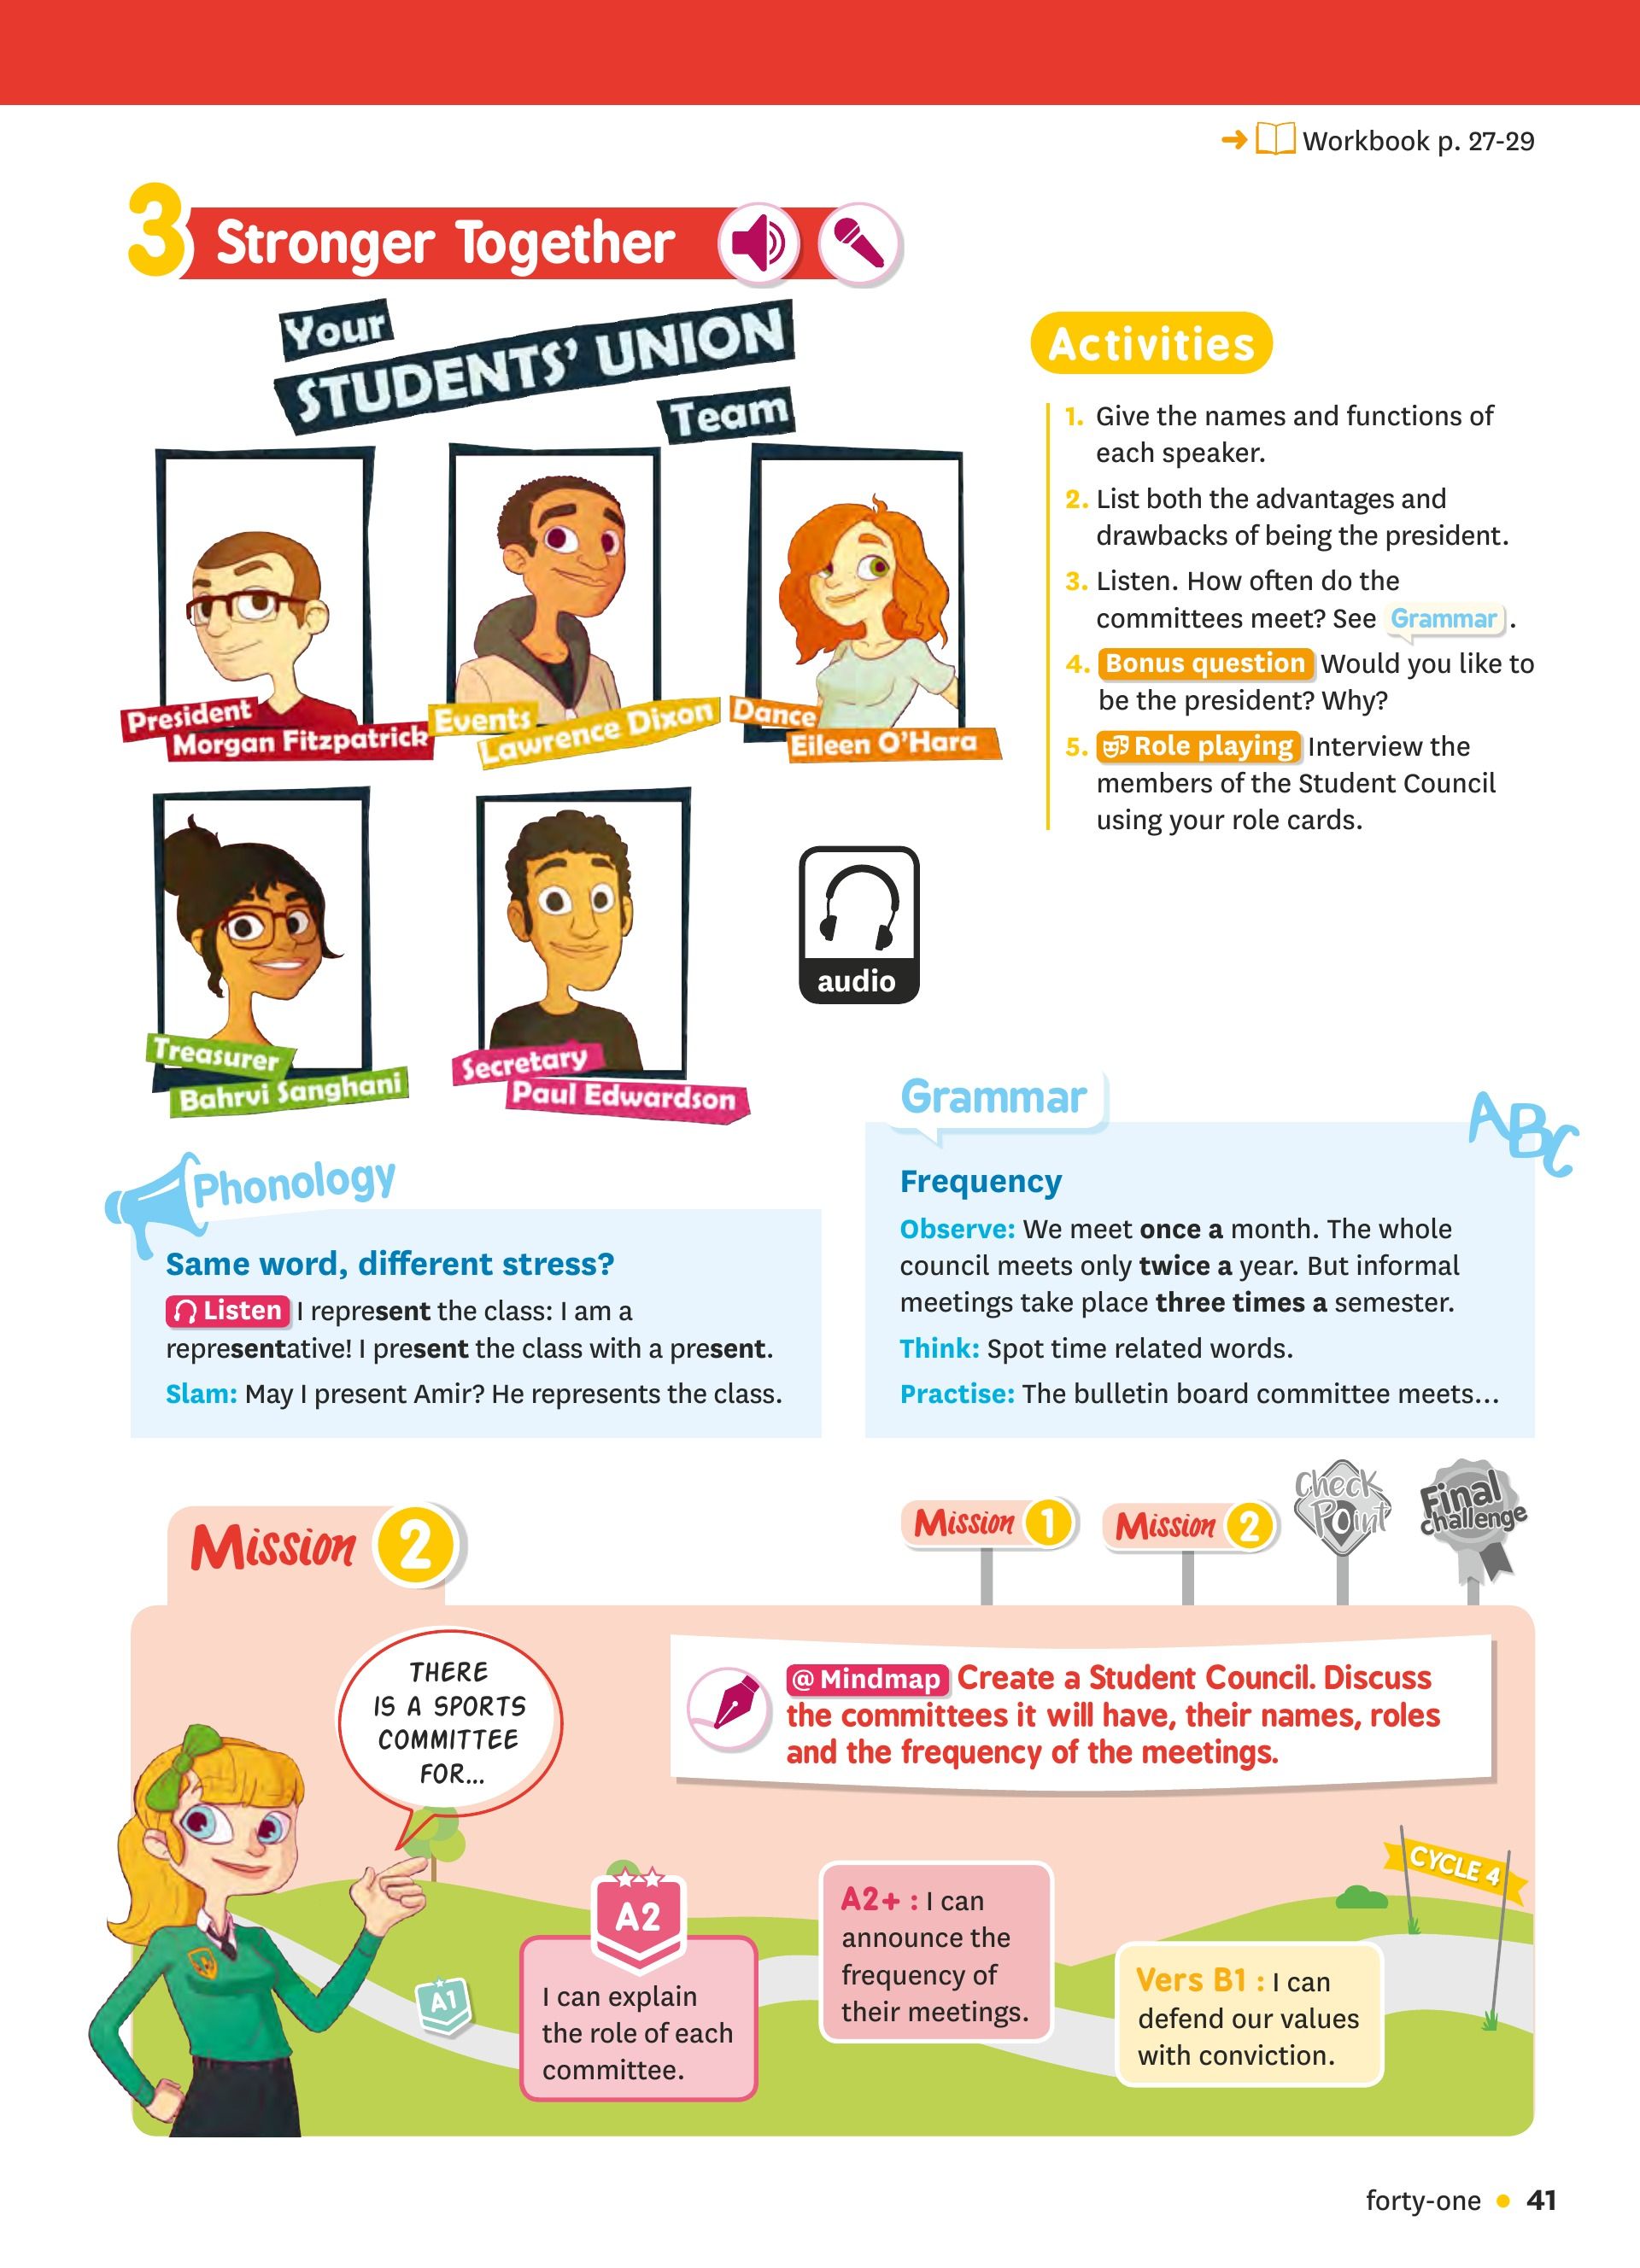 Workbook p. 27-29
3 Stronger Together
Your
STUDENTS' UNION
Team
President
Morgan Fitzpatrick
Events
Lawrence Dixon
Dance
Eileen O'Hara
Treasurer
Bahrvi Sanghani
Secretary
Paul Edwardson
audio
Activities
1. Give the names and functions of
each speaker.
2. List both the advantages and
drawbacks of being the president.
3. Listen. How often do the
committees meet? See Grammar.
4. Bonus question Would you like to
be the president? Why?
5. Role playing Interview the
members of the Student Council
using your role cards.
Phonology
Same word, different stress?
Listen I represent the class: I am a
representative! I present the class with a present.
Slam: May I present Amir? He represents the class.
Grammar
ABC
Frequency
Observe: We meet once a month. The whole
council meets only twice a year. But informal
meetings take place three times a semester.
Think: Spot time related words.
Practise: The bulletin board committee meets...
Mission 2
Mission 1
Mission 2
Check
Point
Final
challenge
THERE
IS A SPORTS
COMMITTEE
FOR...
@ Mindmap Create a Student Council. Discuss
the committees it will have, their names, roles
and the frequency of the meetings.
A1
A2
I can explain
the role of each
committee.
A2+ : I can
announce the
frequency of
their meetings.
Vers B1 : I can
defend our values
with conviction.
CYCLE 4
forty-one • 41